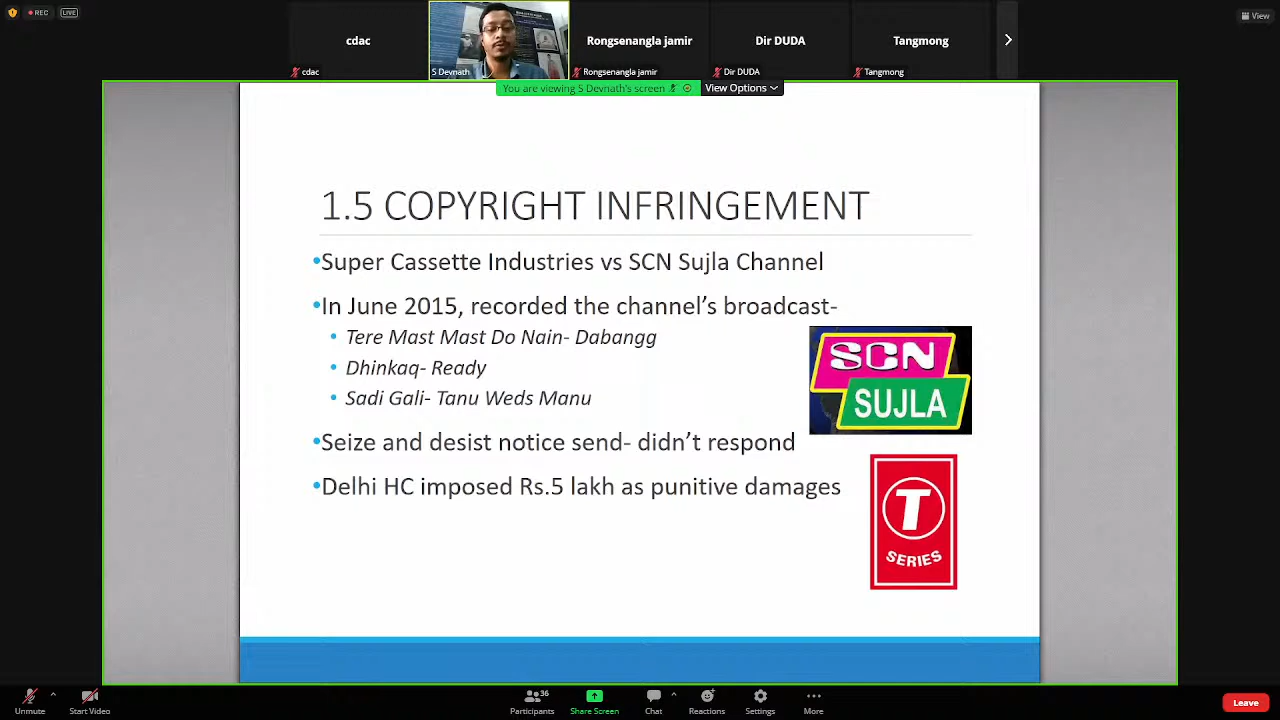 REC
LIVE
View
cdac
Rongsenangla jamir
Dir DUDA
Tangmong
cdac
S Devnath
Rongsenangla jamir
Dir DUDA
Tangmong
You are viewing S Devnath's screen
View Options
1.5 COPYRIGHT INFRINGEMENT
•Super Cassette Industries vs SCN Sujla Channel
•In June 2015, recorded the channel’s broadcast-
• Tere Mast Mast Do Nain- Dabangg
• Dhinkaq- Ready
• Sadi Gali- Tanu Weds Manu
SCN
SUJLA
•Seize and desist notice send- didn’t respond
•Delhi HC imposed Rs.5 lakh as punitive damages
T
SERIES
Unmute
Start Video
36
Participants
Share Screen
Chat
Reactions
Settings
More
Leave